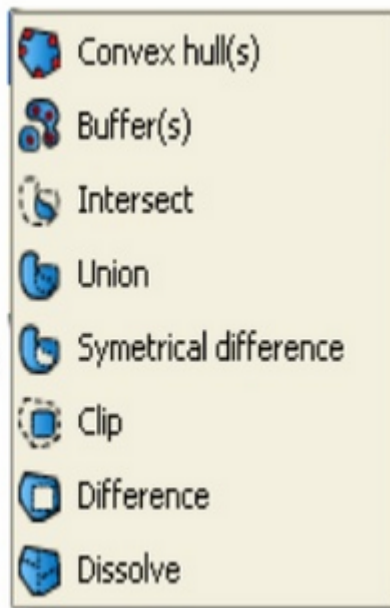 Convex hull(s)
Buffer(s)
Intersect
Union
Symetrical difference
Clip
Difference
Dissolve